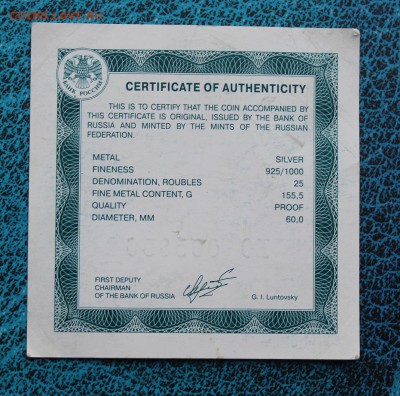 БАНК РОССИИ
CERTIFICATE OF AUTHENTICITY
THIS IS TO CERTIFY THAT THE COIN ACCOMPANIED BY
THIS CERTIFICATE IS ORIGINAL, ISSUED BY THE BANK OF
RUSSIA AND MINTED BY THE MINTS OF THE RUSSIAN
FEDERATION.
METAL SILVER
FINENESS 925/1000
DENOMINATION, ROUBLES 25
FINE METAL CONTENT, G 155,5
QUALITY PROOF
DIAMETER, MM 60,0
FIRST DEPUTY
CHAIRMAN
OF THE BANK OF RUSSIA G. I. Luntovsky